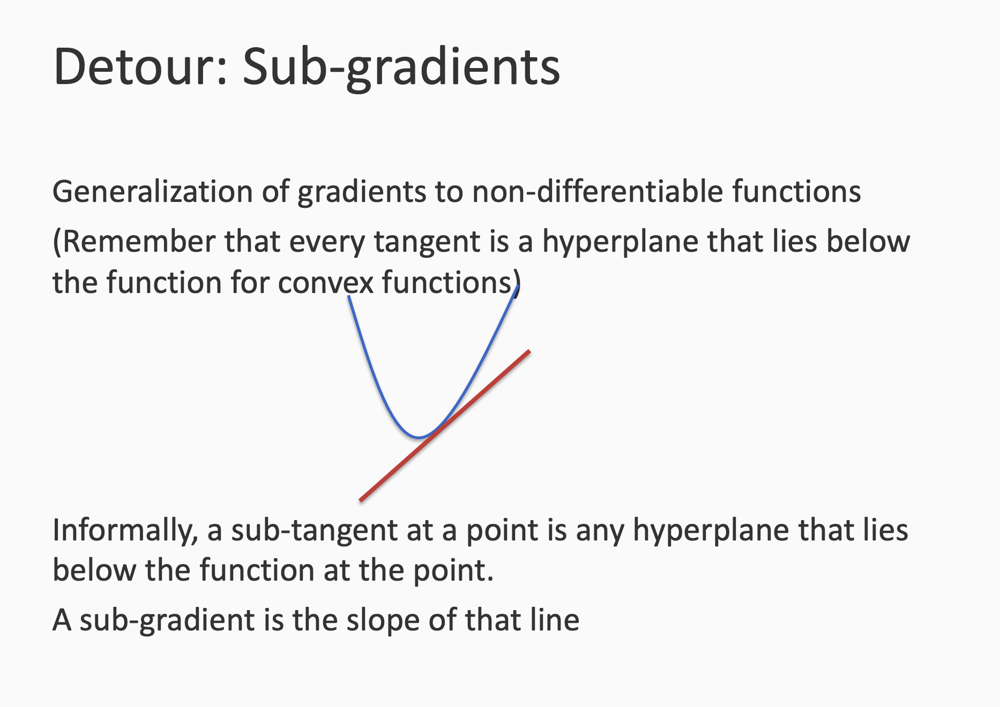 Detour: Sub-gradients
Generalization of gradients to non-differentiable functions
(Remember that every tangent is a hyperplane that lies below
the function for convex functions)
Informally, a sub-tangent at a point is any hyperplane that lies
below the function at the point.
A sub-gradient is the slope of that line